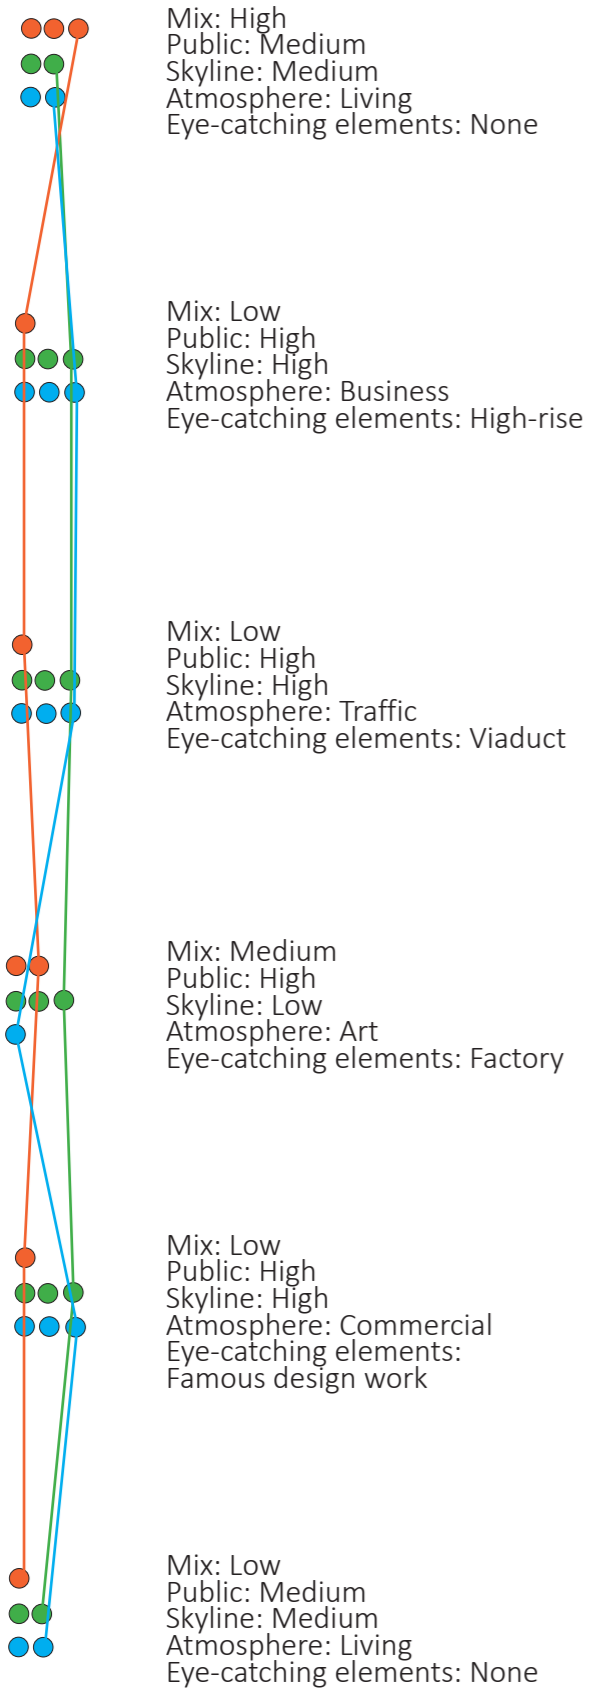 Mix: High
Public: Medium
Skyline: Medium
Atmosphere: Living
Eye-catching elements: None
Mix: Low
Public: High
Skyline: High
Atmosphere: Business
Eye-catching elements: High-rise
Mix: Low
Public: High
Skyline: High
Atmosphere: Traffic
Eye-catching elements: Viaduct
Mix: Medium
Public: High
Skyline: Low
Atmosphere: Art
Eye-catching elements: Factory
Mix: Low
Public: High
Skyline: High
Atmosphere: Commercial
Eye-catching elements:
Famous design work
Mix: Low
Public: Medium
Skyline: Medium
Atmosphere: Living
Eye-catching elements: None